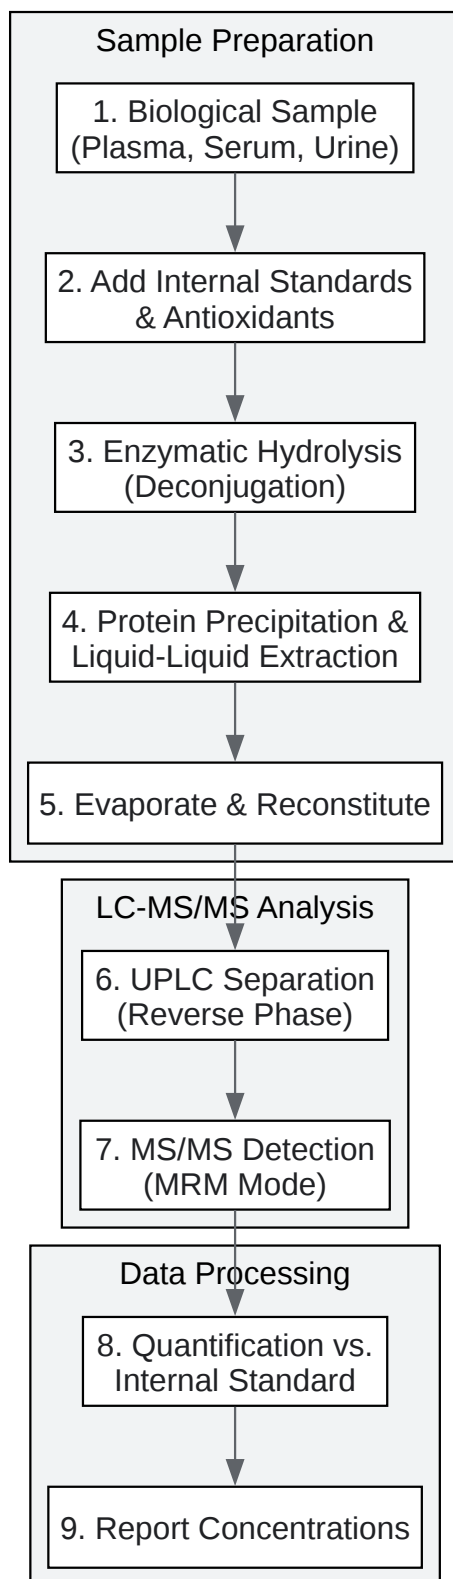 Sample Preparation
1. Biological Sample
(Plasma, Serum, Urine)
2. Add Internal Standards
& Antioxidants
3. Enzymatic Hydrolysis
(Deconjugation)
4. Protein Precipitation &
Liquid-Liquid Extraction
5. Evaporate & Reconstitute
LC-MS/MS Analysis
6. UPLC Separation
(Reverse Phase)
7. MS/MS Detection
(MRM Mode)
Data Processing
8. Quantification vs.
Internal Standard
9. Report Concentrations